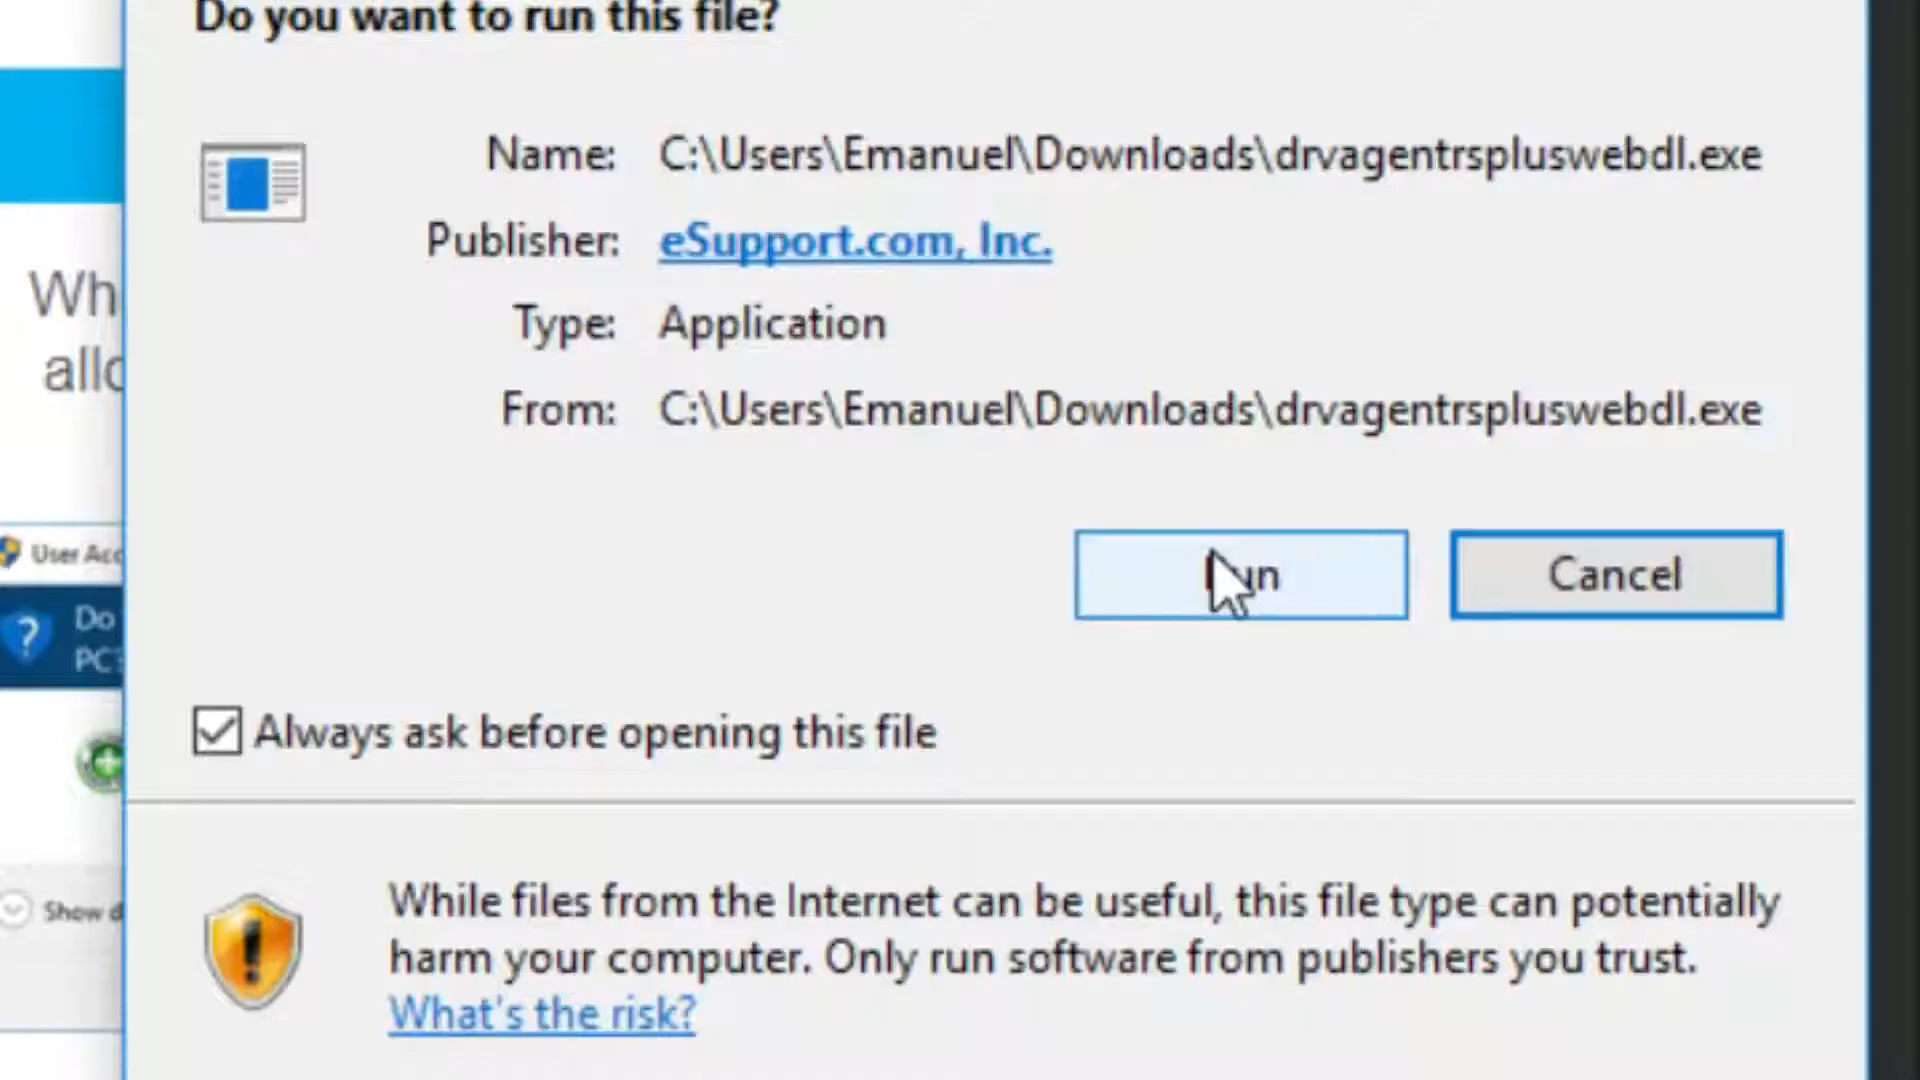 Do you want to run this file?
Name: C:\Users\Emanuel\Downloads\drvagentrspluswebdl.exe
Publisher: eSupport.com, Inc.
Type: Application
From: C:\Users\Emanuel\Downloads\drvagentrspluswebdl.exe
Wh
allo
Cancel
User Acc
Do
PC?
Always ask before opening this file
Show d
While files from the Internet can be useful, this file type can potentially
harm your computer. Only run software from publishers you trust.
What's the risk?